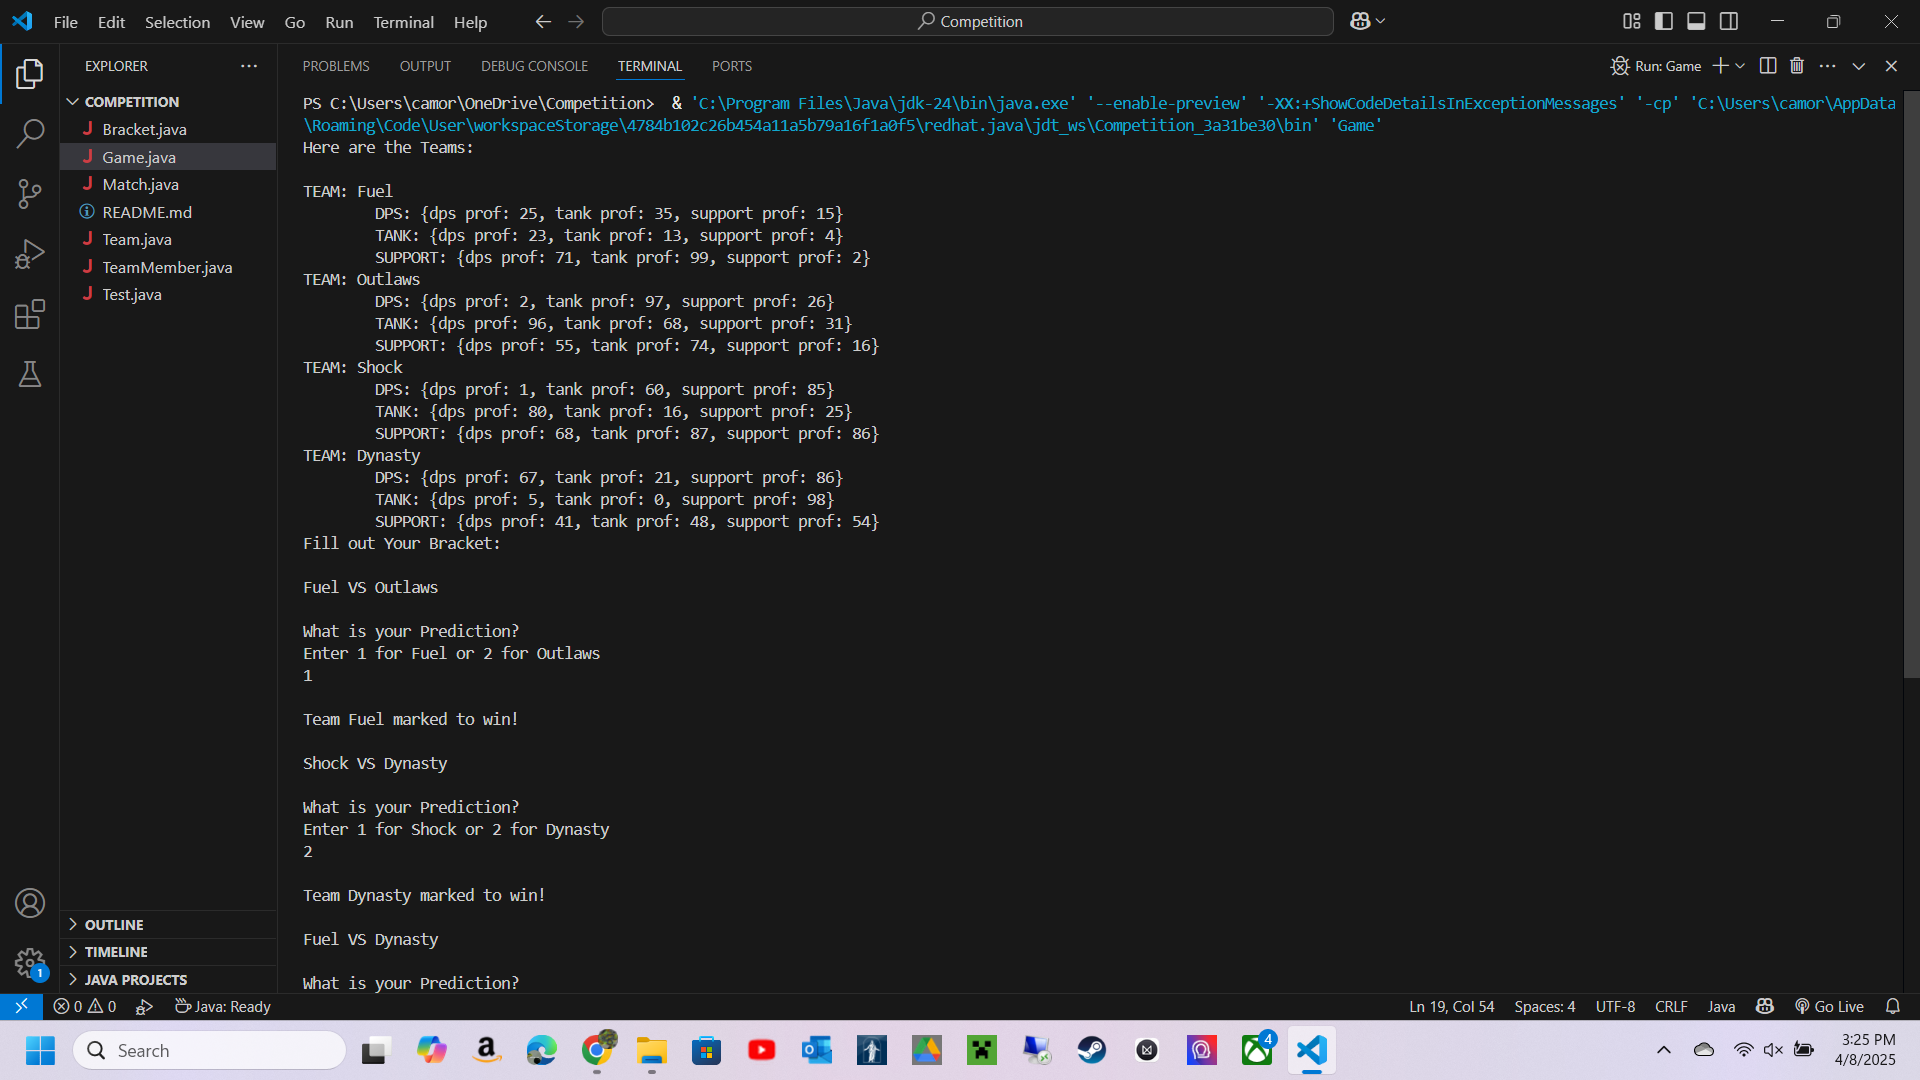 File Edit Selection View Go Run Terminal Help
Competition
EXPLORER
PROBLEMS OUTPUT DEBUG CONSOLE TERMINAL PORTS
Run: Game
COMPETITION
J Bracket.java
J Game.java
J Match.java
README.md
J Team.java
J TeamMember.java
J Test.java
PS C:\Users\camor\OneDrive\Competition>  & 'C:\Program Files\Java\jdk-24\bin\java.exe' '--enable-preview' '-XX:+ShowCodeDetailsInExceptionMessages' '-cp' 'C:\Users\camor\AppData
\Roaming\Code\User\workspaceStorage\4784b102c26b454a11a5b79a16f1a0f5\redhat.java\jdt_ws\Competition_3a31be30\bin' 'Game'
Here are the Teams:
TEAM: Fuel
DPS: {dps prof: 25, tank prof: 35, support prof: 15}
TANK: {dps prof: 23, tank prof: 13, support prof: 4}
SUPPORT: {dps prof: 71, tank prof: 99, support prof: 2}
TEAM: Outlaws
DPS: {dps prof: 2, tank prof: 97, support prof: 26}
TANK: {dps prof: 96, tank prof: 68, support prof: 31}
SUPPORT: {dps prof: 55, tank prof: 74, support prof: 16}
TEAM: Shock
DPS: {dps prof: 1, tank prof: 60, support prof: 85}
TANK: {dps prof: 80, tank prof: 16, support prof: 25}
SUPPORT: {dps prof: 68, tank prof: 87, support prof: 86}
TEAM: Dynasty
DPS: {dps prof: 67, tank prof: 21, support prof: 86}
TANK: {dps prof: 5, tank prof: 0, support prof: 98}
SUPPORT: {dps prof: 41, tank prof: 48, support prof: 54}
Fill out Your Bracket:
Fuel VS Outlaws
What is your Prediction?
Enter 1 for Fuel or 2 for Outlaws
1
Team Fuel marked to win!
Shock VS Dynasty
What is your Prediction?
Enter 1 for Shock or 2 for Dynasty
2
Team Dynasty marked to win!
Fuel VS Dynasty
What is your Prediction?
OUTLINE
TIMELINE
JAVA PROJECTS
1
0 0 Java: Ready
Ln 19, Col 54 Spaces: 4 UTF-8 CRLF Java Go Live
Search
4
3:25 PM
4/8/2025